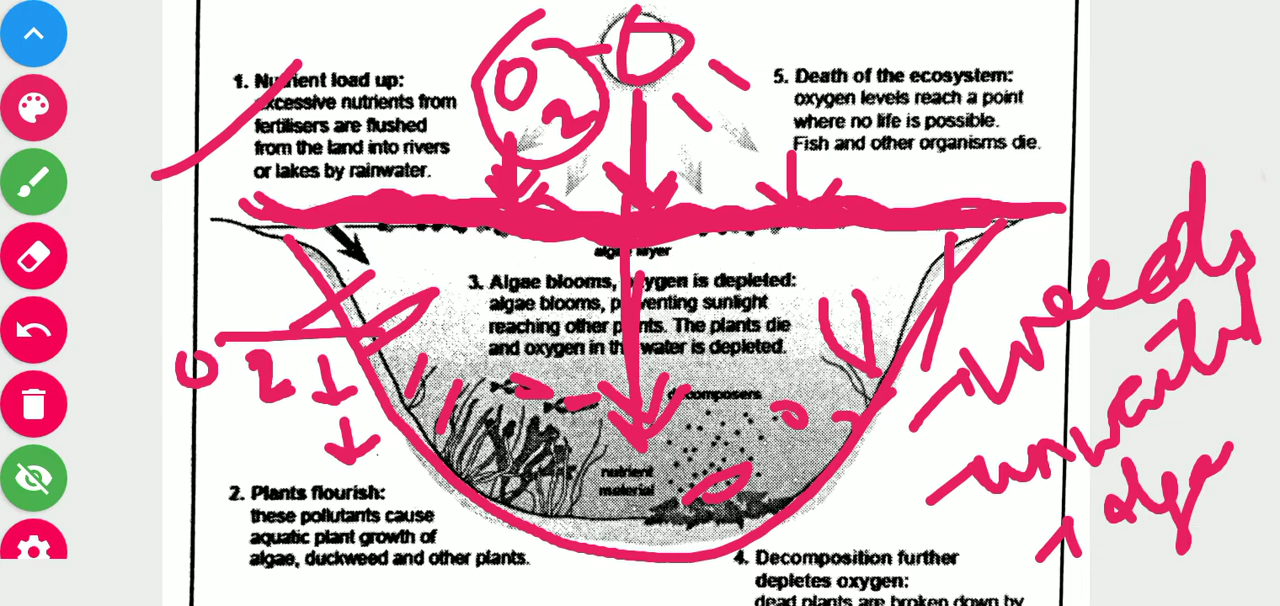 1. Nutrient load up:
excessive nutrients from
fertilisers are flushed
from the land into rivers
or lakes by rainwater.
O2
5. Death of the ecosystem:
oxygen levels reach a point
where no life is possible.
Fish and other organisms die.
algae layer
3. Algae blooms, oxygen is depleted:
algae blooms, preventing sunlight
reaching other plants. The plants die
and oxygen in the water is depleted.
O2
decomposers
nutrient
material
weeds
unwanted
2. Plants flourish:
these pollutants cause
aquatic plant growth of
algae, duckweed and other plants.
4. Decomposition further
depletes oxygen:
dead plants are broken down by